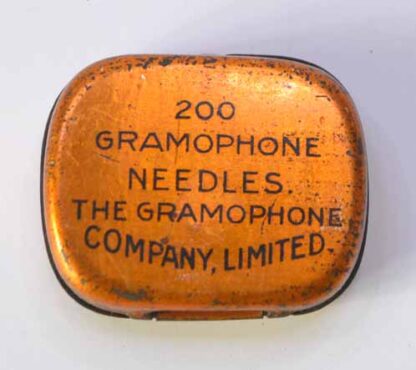 200
GRAMOPHONE
NEEDLES.
THE GRAMOPHONE
COMPANY, LIMITED.